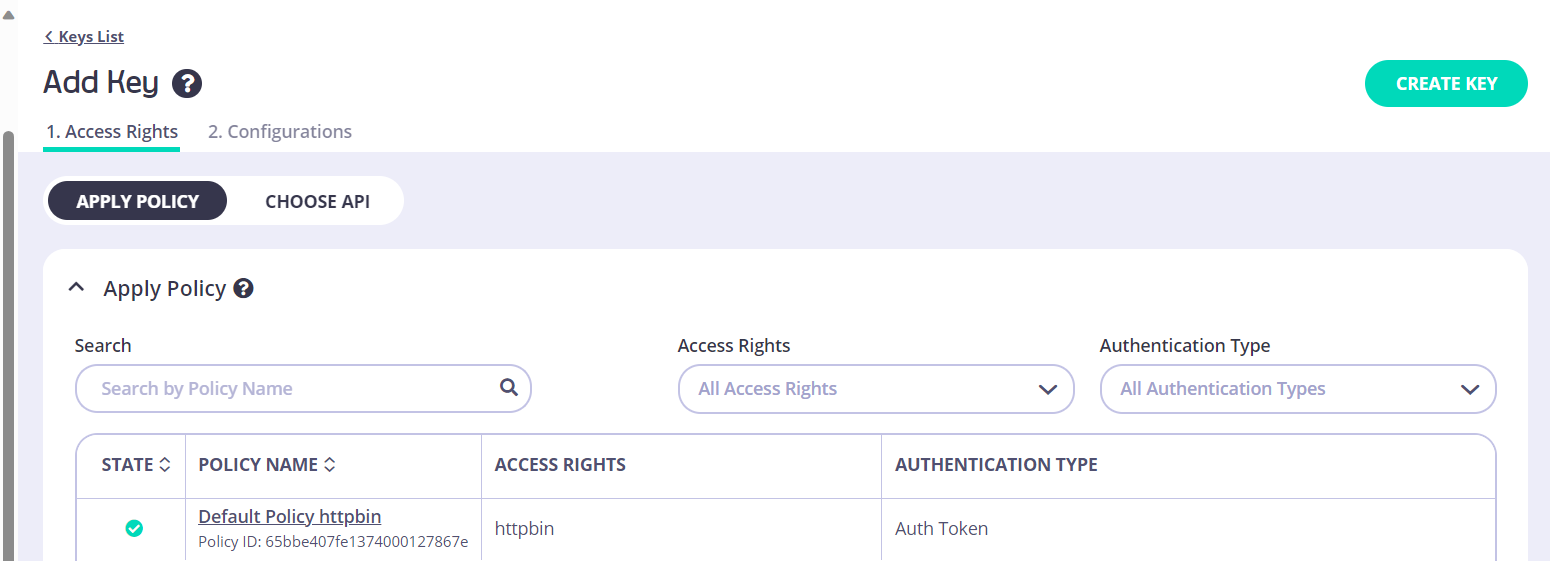 Keys List
Add Key ?
CREATE KEY
1. Access Rights 2. Configurations
APPLY POLICY CHOOSE API
Apply Policy ?
Search Access Rights Authentication Type
Search by Policy Name All Access Rights All Authentication Types
STATE POLICY NAME ACCESS RIGHTS AUTHENTICATION TYPE
Default Policy httpbin
Policy ID: 65bbe407fe1374000127867e
httpbin Auth Token